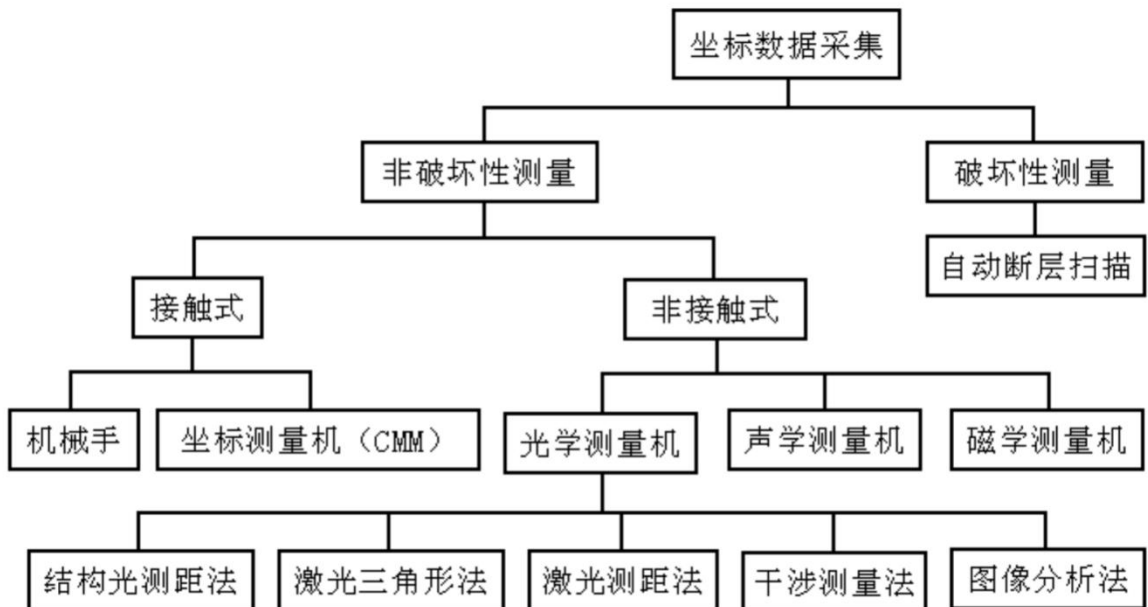 坐标数据采集
非破坏性测量
破坏性测量
自动断层扫描
接触式
非接触式
机械手
坐标测量机（CMM）
光学测量机
声学测量机
磁学测量机
结构光测距法
激光三角形法
激光测距法
干涉测量法
图像分析法